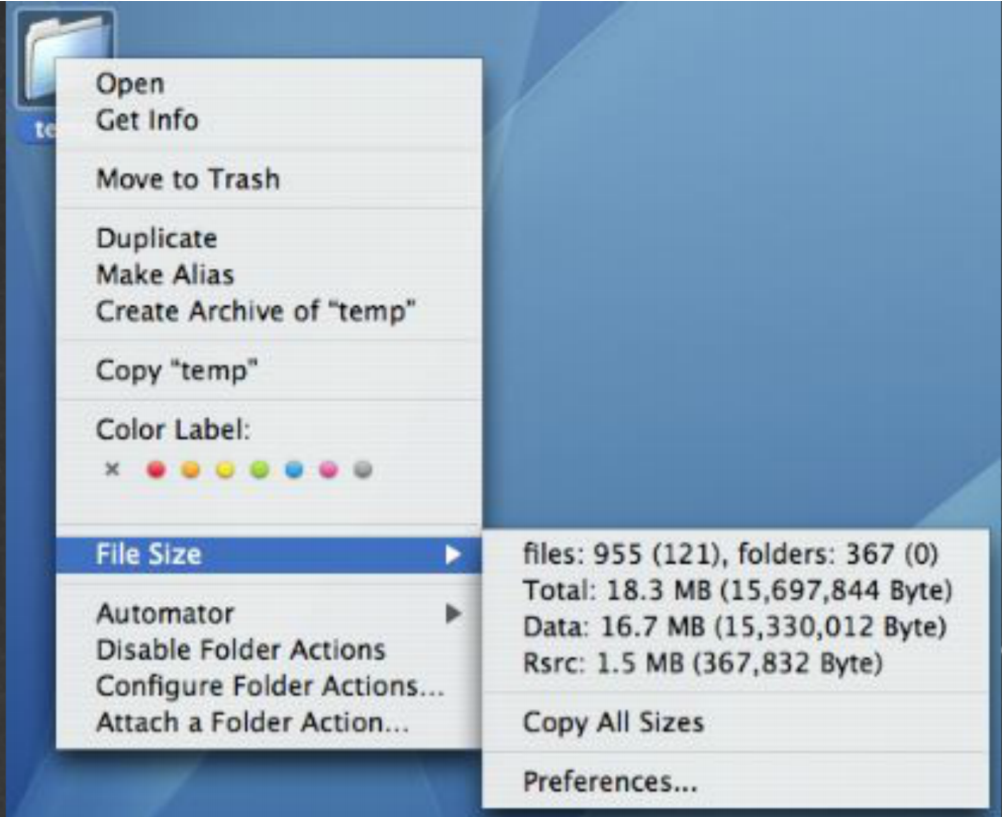 Open
Get Info
Move to Trash
Duplicate
Make Alias
Create Archive of “temp”
Copy “temp”
Color Label:
File Size
Automator
Disable Folder Actions
Configure Folder Actions...
Attach a Folder Action...
files: 955 (121), folders: 367 (0)
Total: 18.3 MB (15,697,844 Byte)
Data: 16.7 MB (15,330,012 Byte)
Rsrc: 1.5 MB (367,832 Byte)
Copy All Sizes
Preferences...